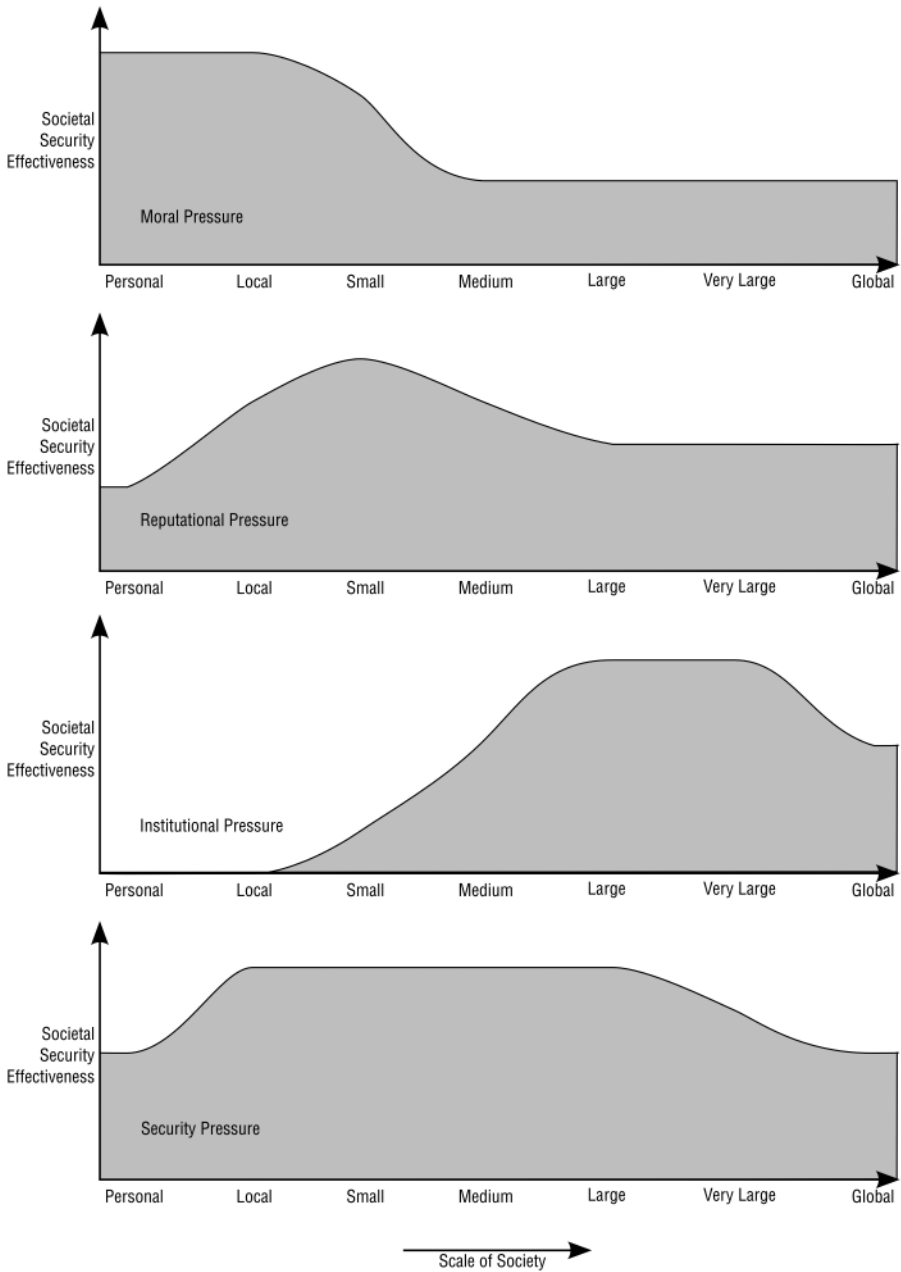 Societal
Security
Effectiveness
Moral Pressure
Personal Local Small Medium Large Very Large Global
Societal
Security
Effectiveness
Reputational Pressure
Personal Local Small Medium Large Very Large Global
Societal
Security
Effectiveness
Institutional Pressure
Personal Local Small Medium Large Very Large Global
Societal
Security
Effectiveness
Security Pressure
Personal Local Small Medium Large Very Large Global
Scale of Society